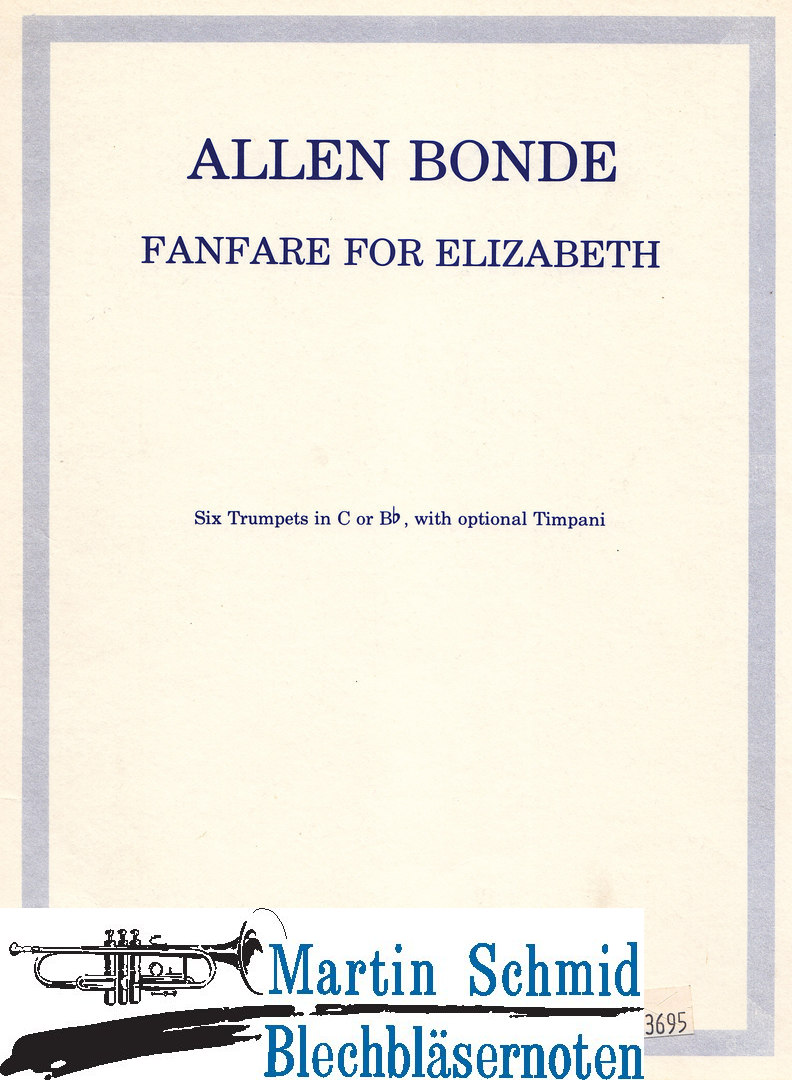 ALLEN BONDE
FANFARE FOR ELIZABETH
Six Trumpets in C or B♭, with optional Timpani
Martin Schmid
3695
Blechbläsernoten